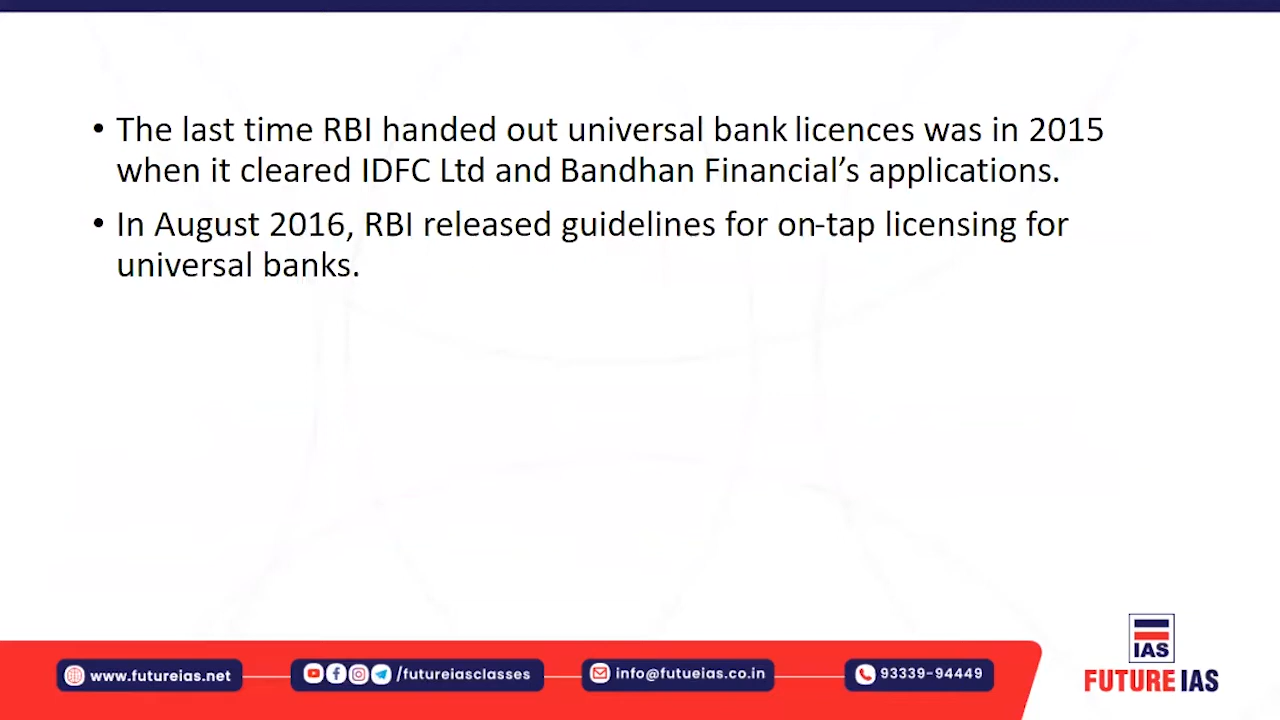 • The last time RBI handed out universal bank licences was in 2015
when it cleared IDFC Ltd and Bandhan Financial’s applications.
• In August 2016, RBI released guidelines for on-tap licensing for
universal banks.
IAS
FUTURE IAS
www.futureias.net
/futureiasclasses
info@futueias.co.in
93339-94449